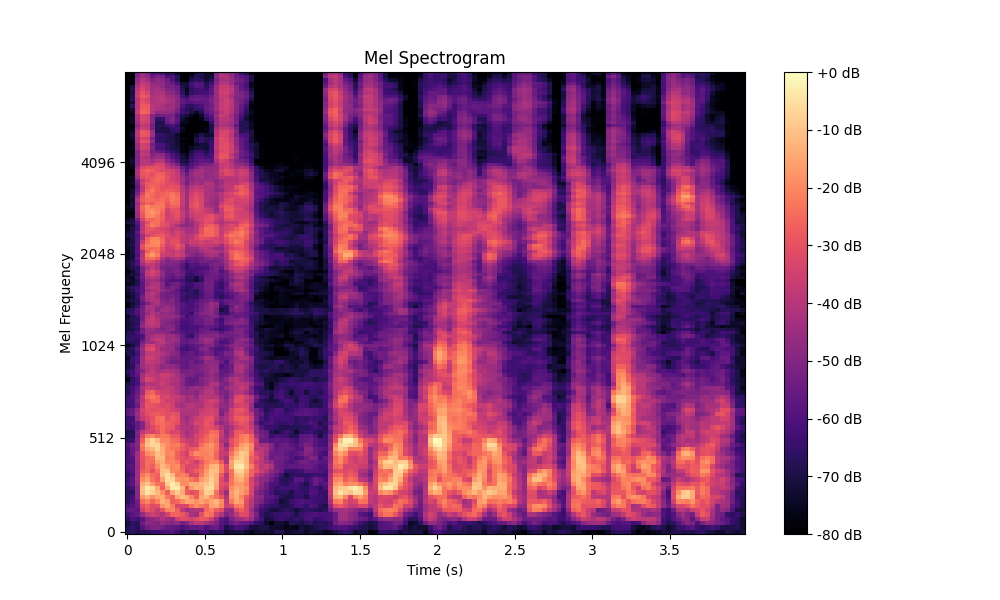 Mel Spectrogram
+0 dB
-10 dB
-20 dB
-30 dB
-40 dB
-50 dB
-60 dB
-70 dB
-80 dB
Mel Frequency
4096
2048
1024
512
0
0 0.5 1 1.5 2 2.5 3 3.5
Time (s)